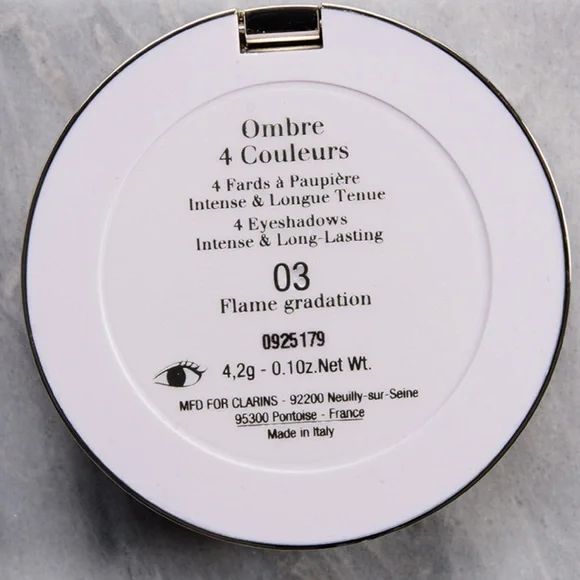 Ombre
4 Couleurs
4 Fards à Paupière
Intense & Longue Tenue
4 Eyeshadows
Intense & Long-Lasting
03
Flame gradation
0925179
4,2g - 0.1oz.Net Wt.
MFD FOR CLARINS - 92200 Neuilly-sur-Seine
95300 Pontoise - France
Made in Italy